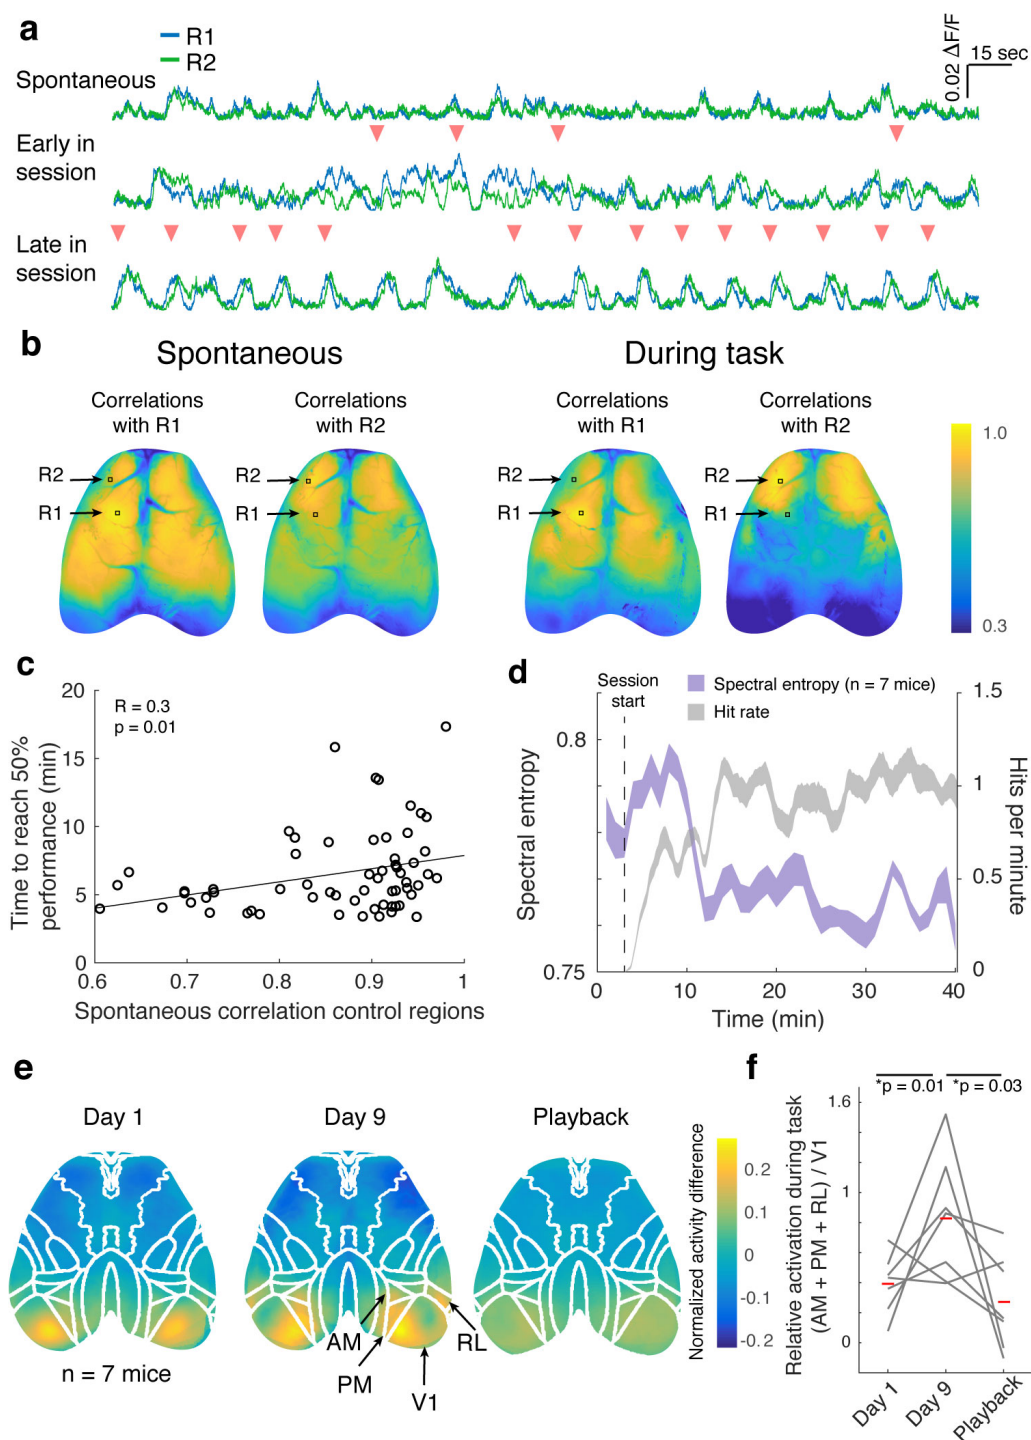 a
R1
R2
Spontaneous
0.02 ΔF/F
15 sec
Early in
session
Late in
session
b
Spontaneous
During task
Correlations
with R1
Correlations
with R2
Correlations
with R1
Correlations
with R2
R2
R1
R2
R1
R2
R1
R2
R1
1.0
0.3
c
R = 0.3
p = 0.01
Time to reach 50%
performance (min)
20
15
10
5
0
0.6
0.7
0.8
0.9
1
Spontaneous correlation control regions
d
Session
start
Spectral entropy (n = 7 mice)
Hit rate
Spectral entropy
0.8
0.75
Hits per minute
1.5
1
0.5
0
0
10
20
30
40
Time (min)
e
Day 1
Day 9
Playback
n = 7 mice
AM
PM
RL
V1
Normalized activity difference
0.2
0.1
0
-0.1
-0.2
f
*p = 0.01
*p = 0.03
Relative activation during task
(AM + PM + RL) / V1
1.6
1
0
Day 1
Day 9
Playback